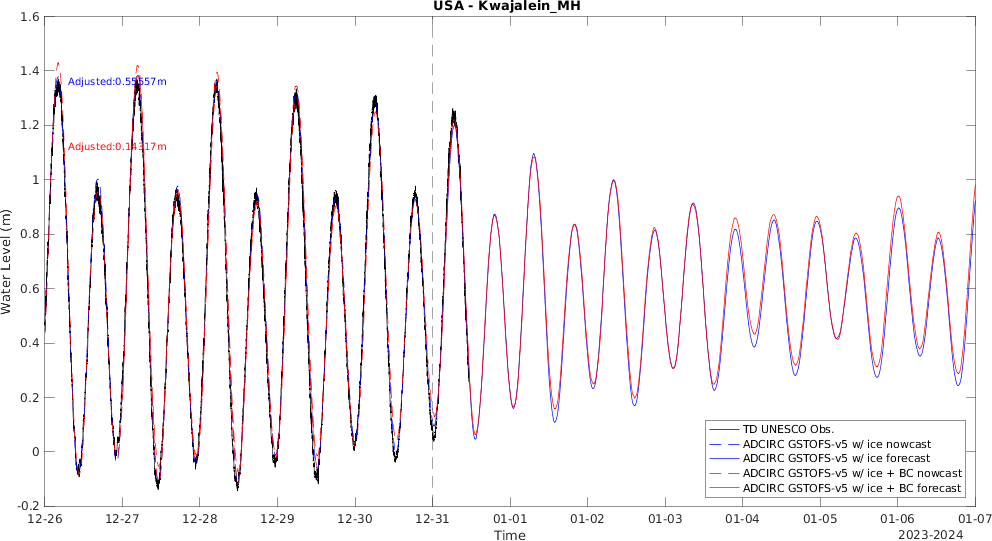 USA - Kwajalein_MH
1.6
1.4
1.2
1
0.8
0.6
0.4
0.2
0
-0.2
Water Level (m)
Adjusted:0.55657m
Adjusted:0.14317m
TD UNESCO Obs.
ADCIRC GSTOFS-v5 w/ ice nowcast
ADCIRC GSTOFS-v5 w/ ice forecast
ADCIRC GSTOFS-v5 w/ ice + BC nowcast
ADCIRC GSTOFS-v5 w/ ice + BC forecast
12-26 12-27 12-28 12-29 12-30 12-31 01-01 01-02 01-03 01-04 01-05 01-06 01-07
Time
2023-2024